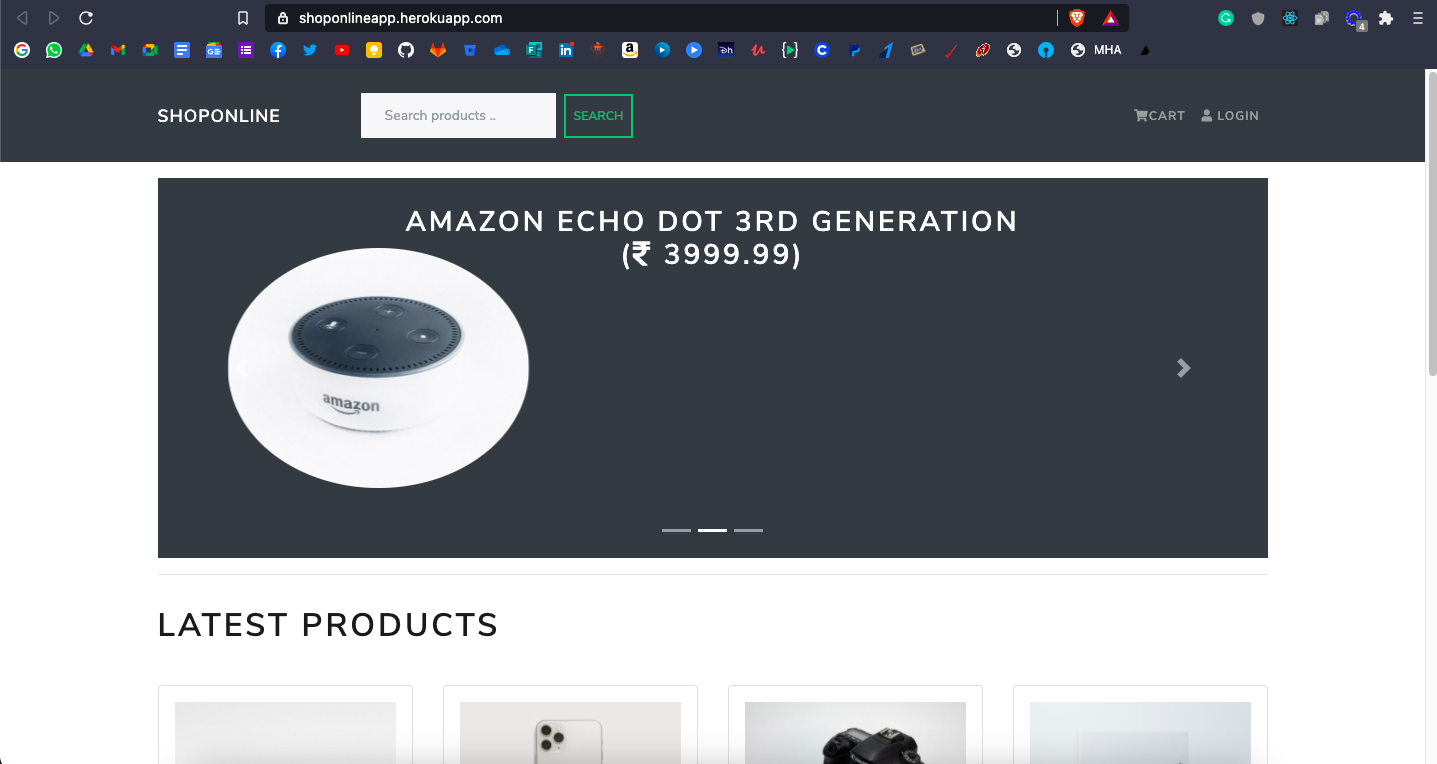 shoponlineapp.herokuapp.com
4
MHA
SHOPONLINE
Search products ..
SEARCH
CART
LOGIN
AMAZON ECHO DOT 3RD GENERATION
(₹ 3999.99)
amazon
LATEST PRODUCTS